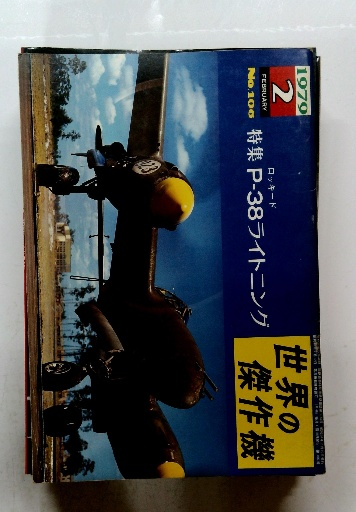 1979
2
FEBRUARY
No.106
ロッキード
特集 P-38ライトニング
世界の
傑作機